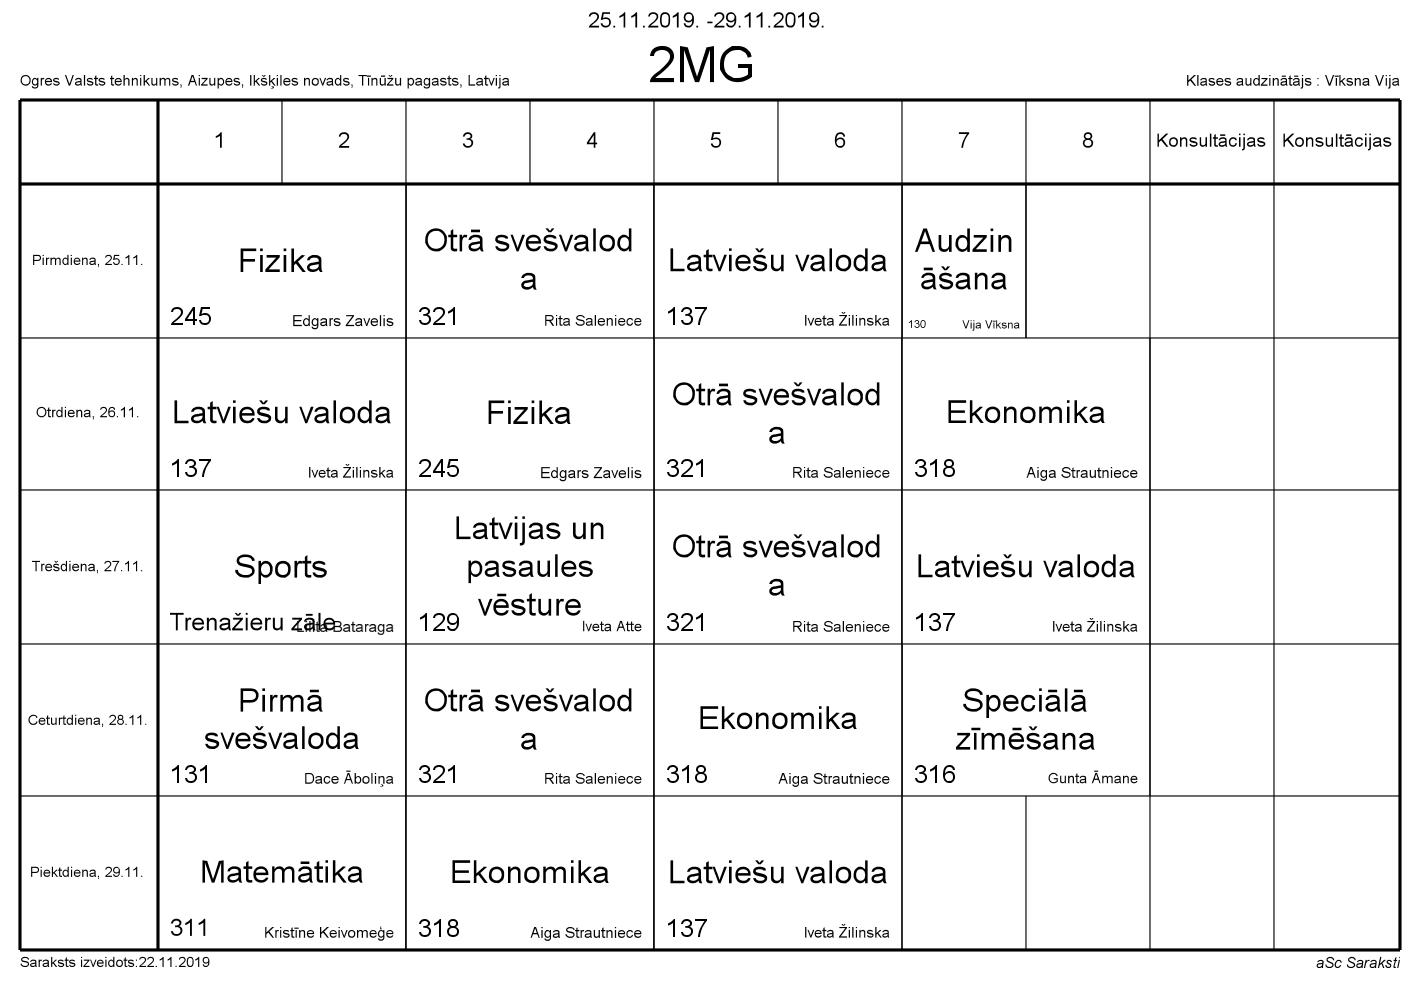 25.11.2019. -29.11.2019.
2MG
Ogres Valsts tehnikums, Aizupes, Ikšķiles novads, Tīnūžu pagasts, Latvija
Klases audzinātājs : Vīksna Vija
1 2 3 4 5 6 7 8 Konsultācijas Konsultācijas
Pirmdiena, 25.11.
Fizika
245 Edgars Zavelis
Otrā svešvalod
a
321 Rita Saleniece
Latviešu valoda
137 Iveta Žilinska
Audzin
āšana
130 Vija Vīksna
Otrdiena, 26.11.
Latviešu valoda
137 Iveta Žilinska
Fizika
245 Edgars Zavelis
Otrā svešvalod
a
321 Rita Saleniece
Ekonomika
318 Aiga Strautniece
Trešdiena, 27.11.
Sports
Trenažieru zāle Bataraga
Latvijas un
pasaules
vēsture
129 Iveta Atte
Otrā svešvalod
a
321 Rita Saleniece
Latviešu valoda
137 Iveta Žilinska
Ceturtdiena, 28.11.
Pirmā
svešvaloda
131 Dace Āboliņa
Otrā svešvalod
a
321 Rita Saleniece
Ekonomika
318 Aiga Strautniece
Speciālā
zīmēšana
316 Gunta Āmane
Piektdiena, 29.11.
Matemātika
311 Kristīne Keivomeģe
Ekonomika
318 Aiga Strautniece
Latviešu valoda
137 Iveta Žilinska
Saraksts izveidots:22.11.2019
aSc Saraksti